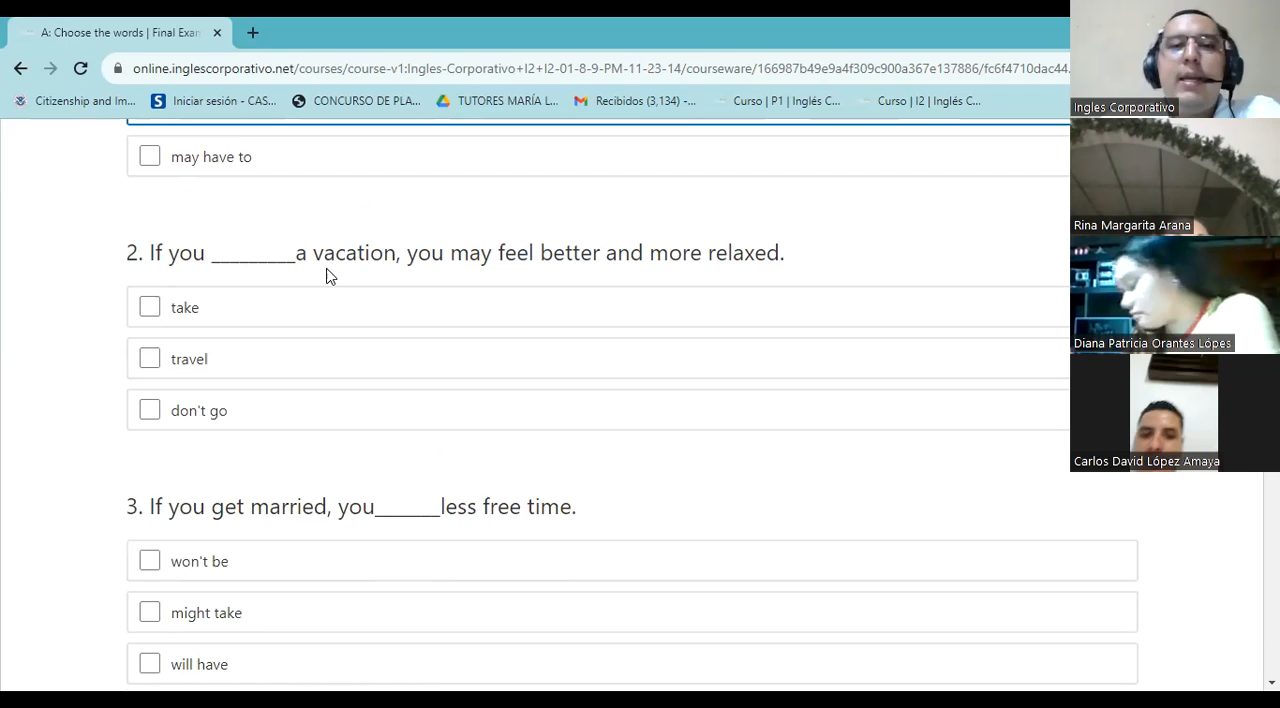 A: Choose the words | Final Exan
online.inglescorporativo.net/courses/course-v1:Ingles-Corporativo+I2+I2-01-8-9-PM-11-23-14/courseware/166987b49e9a4f309c900a367e137886/fc6f4710dac44.
Citizenship and Im... Iniciar sesión - CAS... CONCURSO DE PLA... TUTORES MARÍA L... Recibidos (3,134) -... Curso | P1 | Inglés C... Curso | I2 | Inglés C...
Ingles Corporativo
may have to
Rina Margarita Arana
2. If you _________a vacation, you may feel better and more relaxed.
take
Diana Patricia Orantes Lópes
travel
don't go
Carlos David López Amaya
3. If you get married, you_______less free time.
won't be
might take
will have